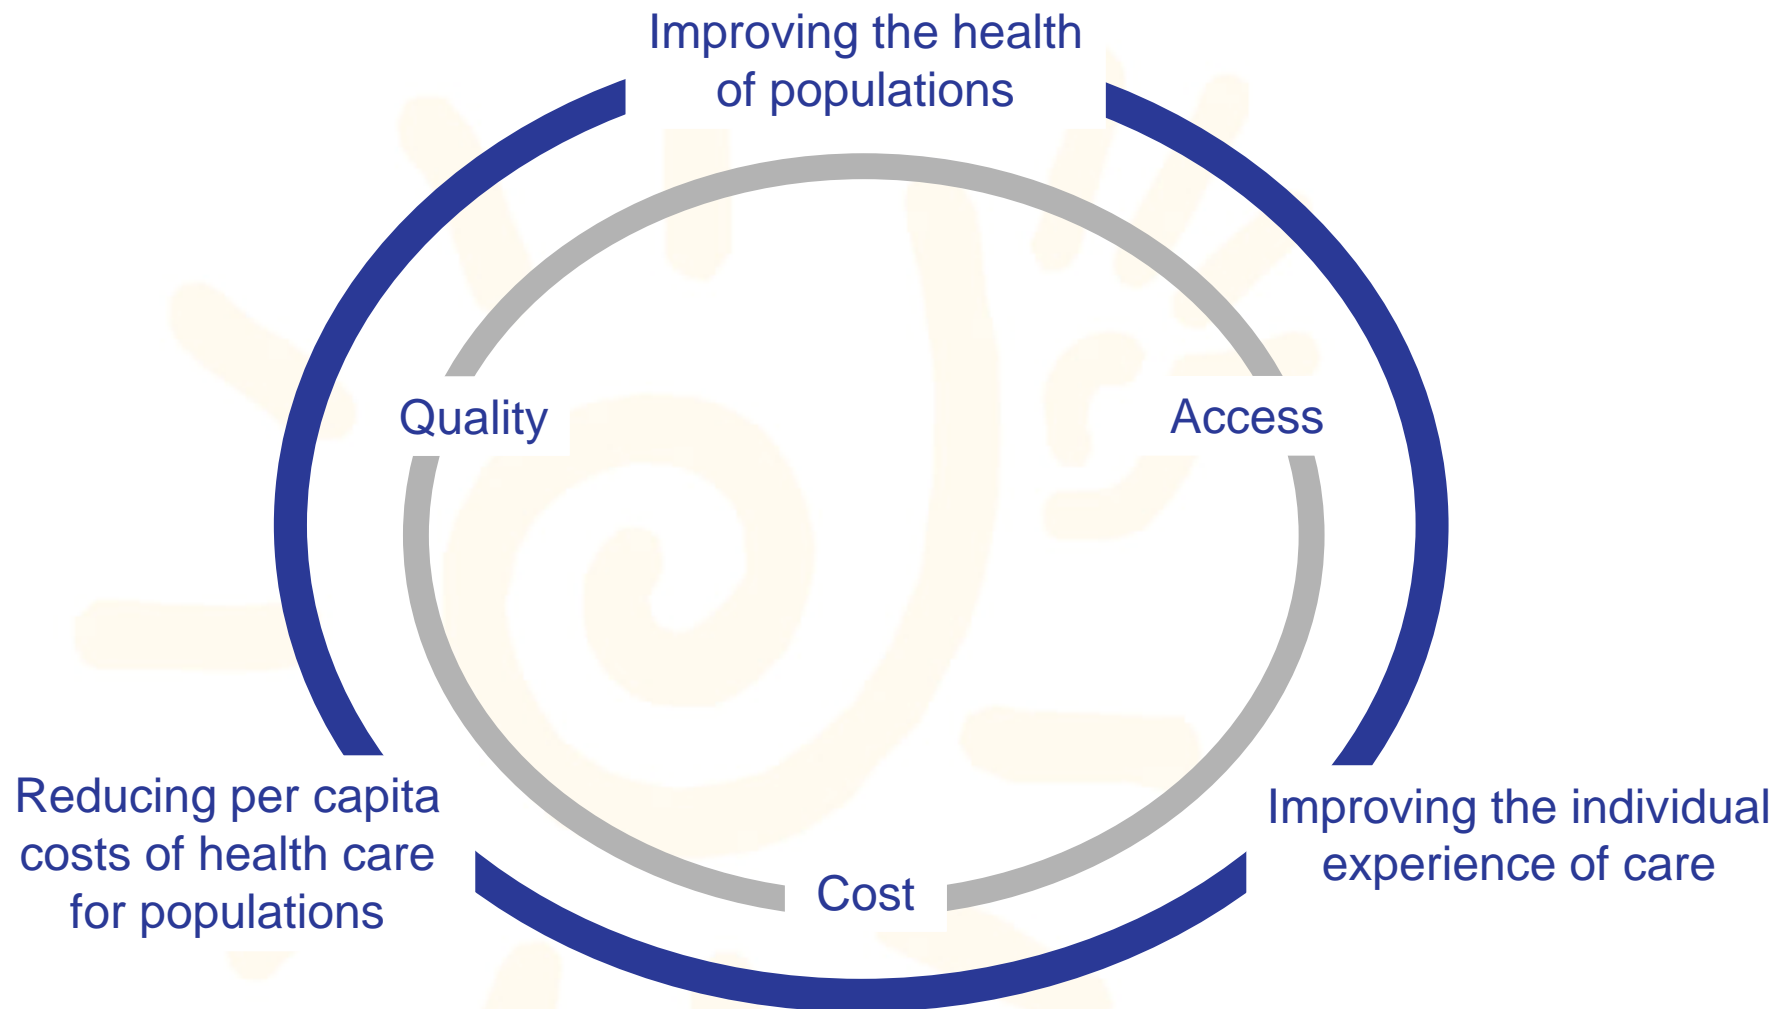 Improving the health
of populations
Quality
Access
Reducing per capita
costs of health care
for populations
Improving the individual
experience of care
Cost